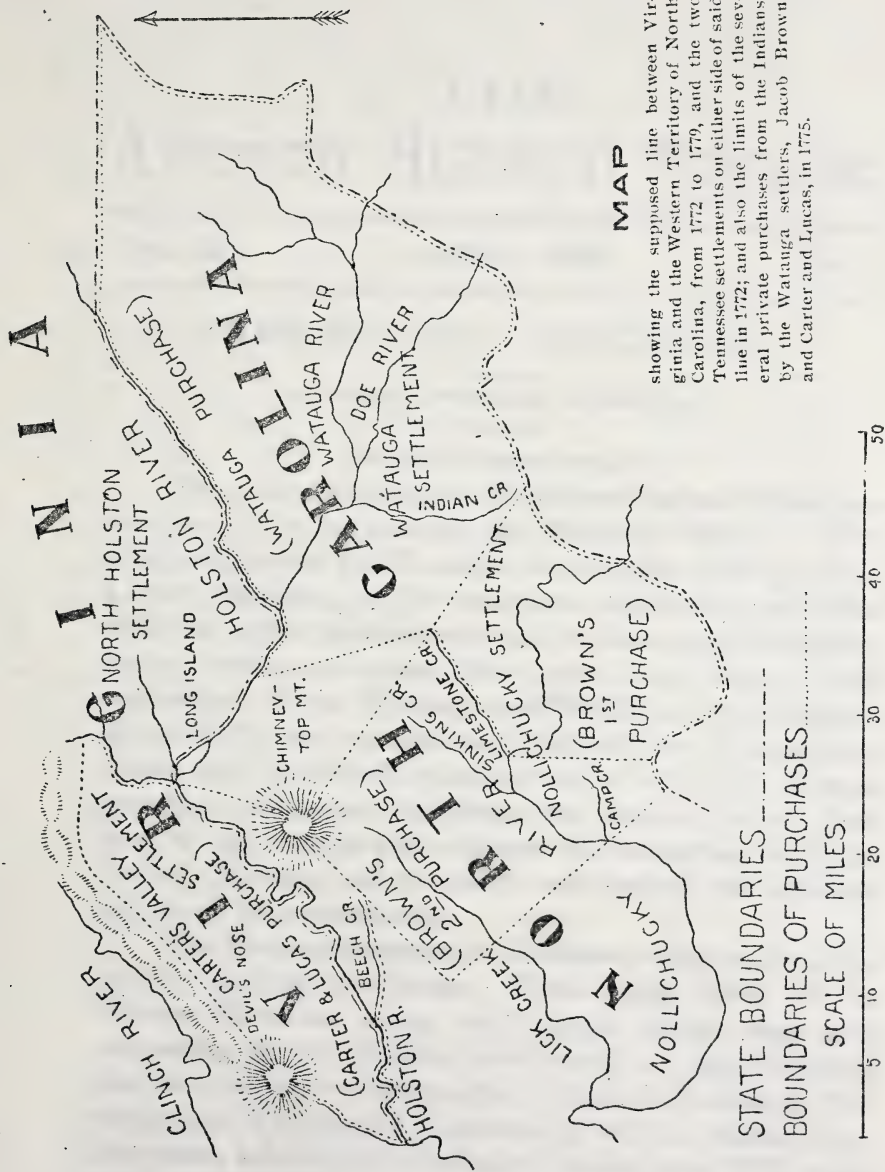 VIRGINIA
NORTH CAROLINA
NORTH HOLSTON
SETTLEMENT
HOLSTON RIVER
(WATAUGA PURCHASE)
WATAUGA RIVER
DOE RIVER
WATAUGA
SETTLEMENT
INDIAN CR
LONG ISLAND
CHIMNEY-
TOP MT.
CLINCH RIVER
CARTERS VALLEY
SETTLEMENT
DEVIL'S NOSE
(CARTER & LUCAS PURCHASE)
BEECH CR.
HOLSTON R.
(BROWN'S
2ND PURCHASE)
LICK CREEK
SINKING CR.
LIMESTONE CR.
NOLLICHUCKY SETTLEMENT
RIVER
CAMP CR.
NOLLICHUCKY
(BROWN'S
1ST
PURCHASE)
MAP
showing the supposed line between Vir-
ginia and the Western Territory of North
Carolina, from 1772 to 1779, and the two
Tennessee settlements on either side of said
line in 1772; and also the limits of the sev
eral private purchases from the Indians
by the Watauga settlers, Jacob Brown
and Carter and Lucas, in 1775.
STATE BOUNDARIES
BOUNDARIES OF PURCHASES
SCALE OF MILES
5 10 20 40 50